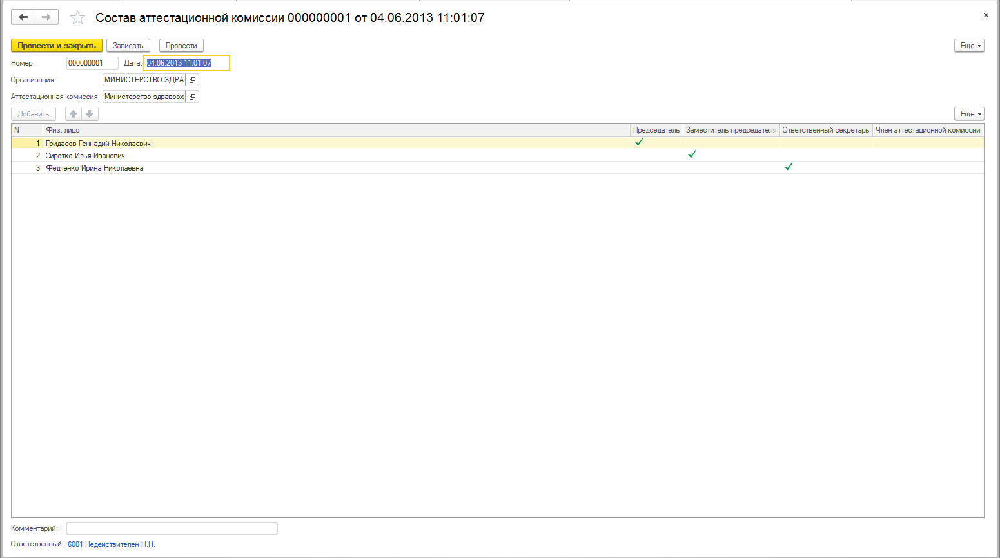 Состав аттестационной комиссии 000000001 от 04.06.2013 11:01:07
Провести и закрыть Записать Провести Еще
Номер: 000000001 Дата: 04.06.2013 11:01:07
Организация: МИНИСТЕРСТВО ЗДРА
Аттестационная комиссия: Министерство здравоох
Добавить Еще
N Физ. лицо Председатель Заместитель председателя Ответственный секретарь Член аттестационной комиссии
1 Гридасов Геннадий Николаевич
2 Сиротко Илья Иванович
3 Федченко Ирина Николаевна
Комментарий:
Ответственный: 6001 Недействителен Н.Н.